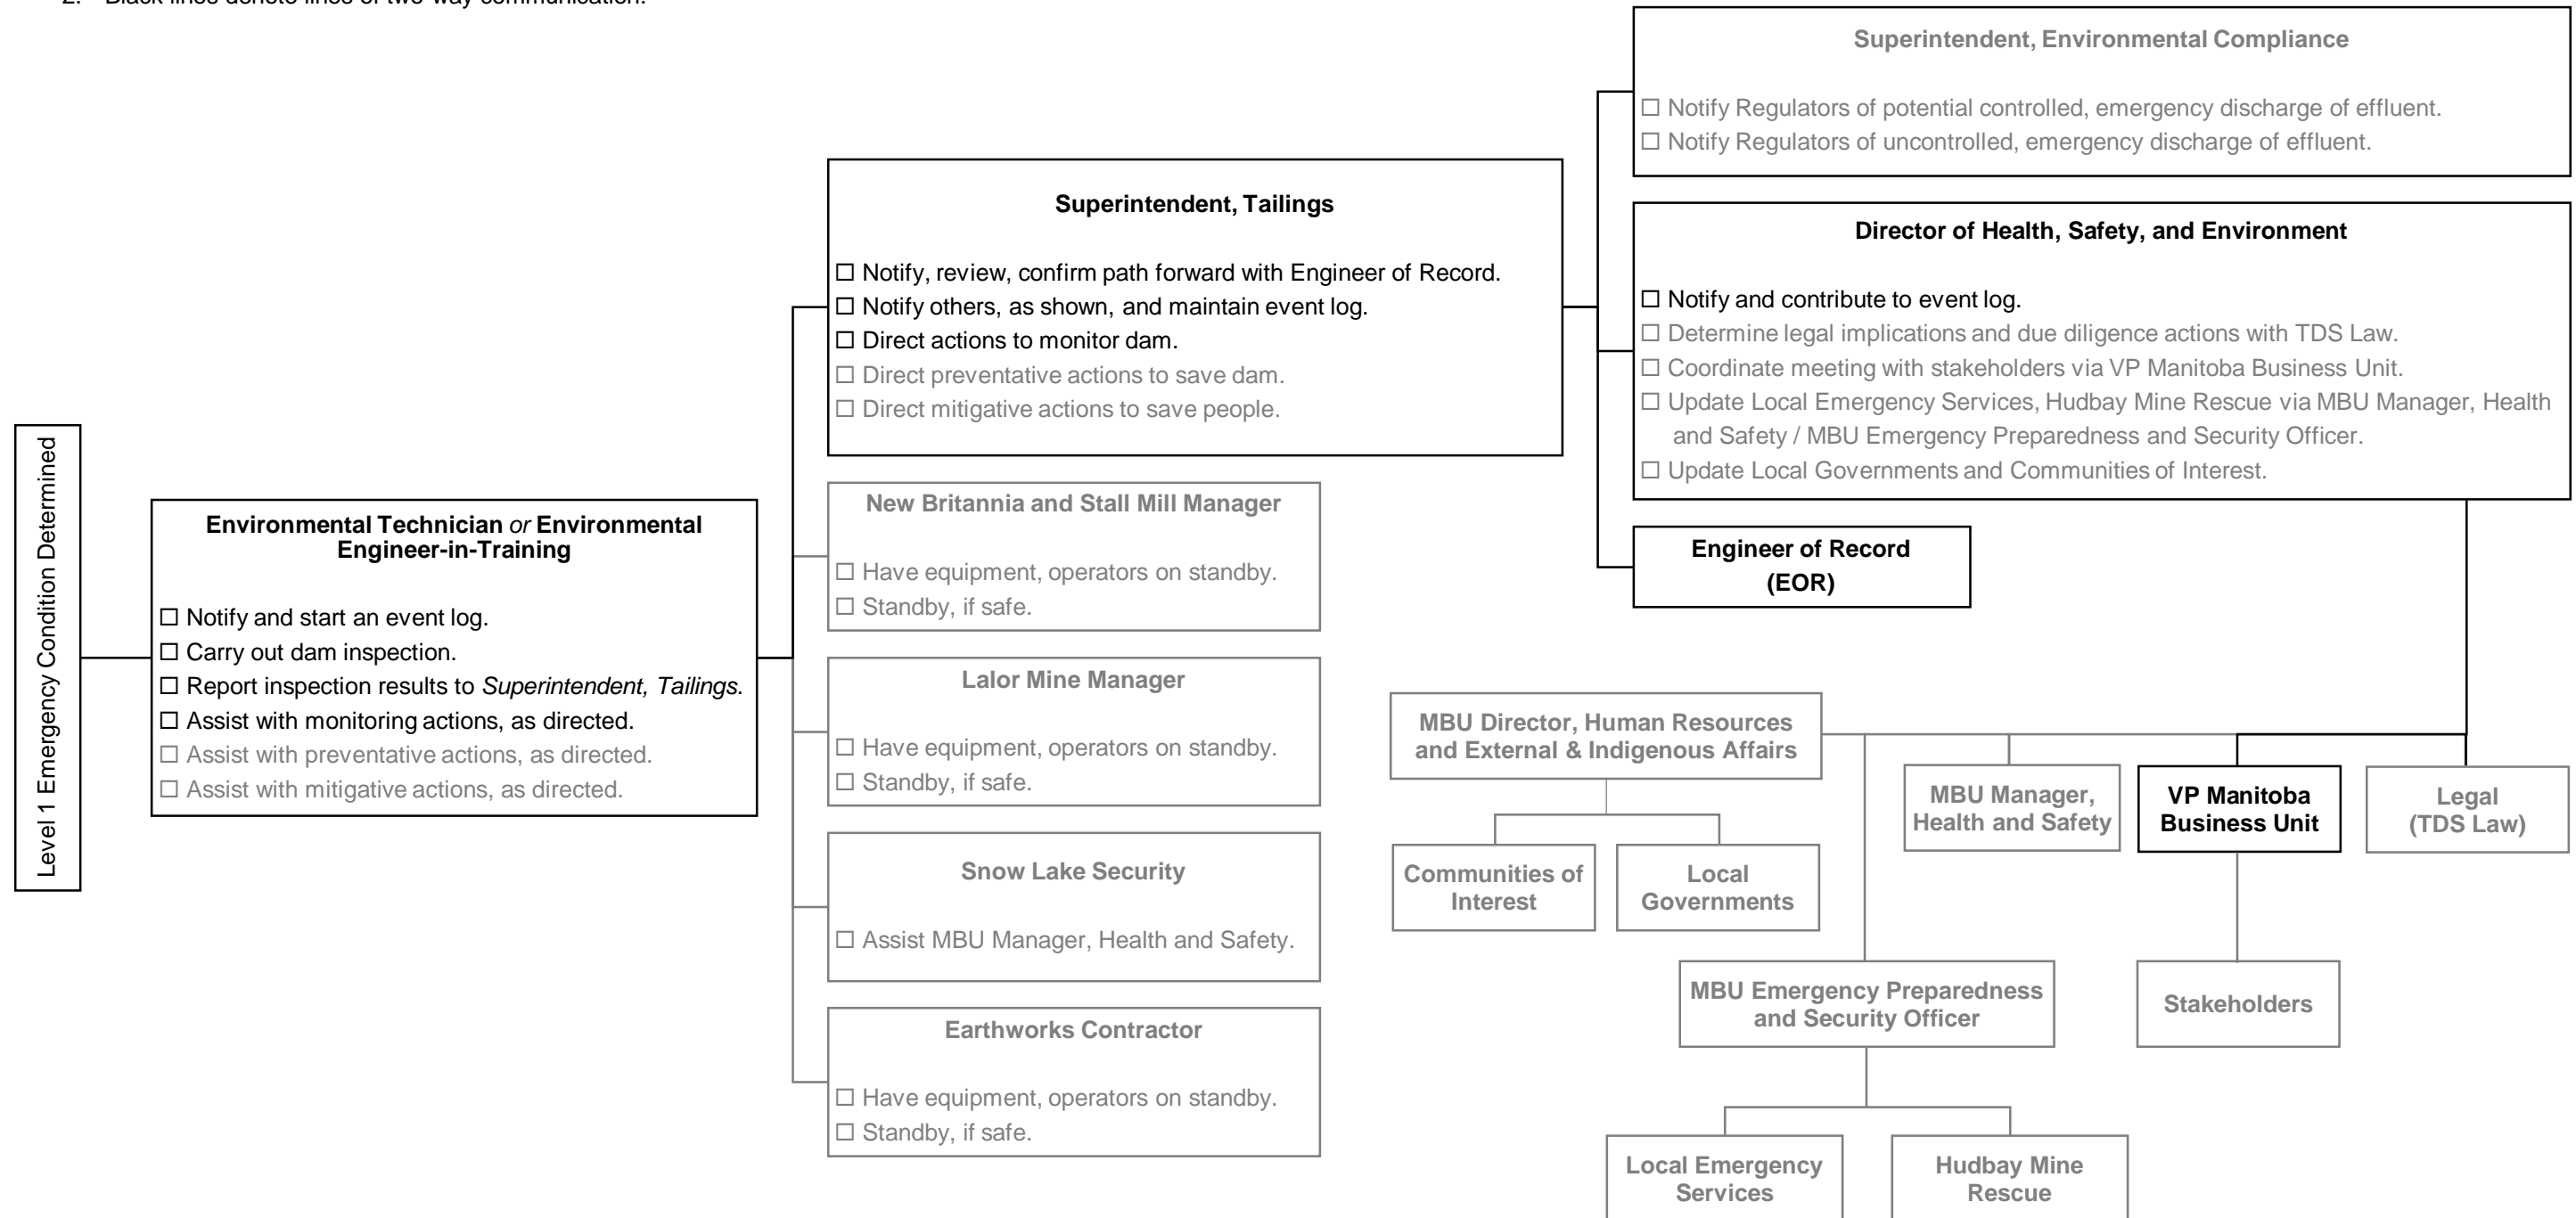 2. Black lines denote lines of two-way communication.
Level 1 Emergency Condition Determined
Environmental Technician or Environmental
Engineer-in-Training
☐ Notify and start an event log.
☐ Carry out dam inspection.
☐ Report inspection results to Superintendent, Tailings.
☐ Assist with monitoring actions, as directed.
☐ Assist with preventative actions, as directed.
☐ Assist with mitigative actions, as directed.
Superintendent, Tailings
☐ Notify, review, confirm path forward with Engineer of Record.
☐ Notify others, as shown, and maintain event log.
☐ Direct actions to monitor dam.
☐ Direct preventative actions to save dam.
☐ Direct mitigative actions to save people.
New Britannia and Stall Mill Manager
☐ Have equipment, operators on standby.
☐ Standby, if safe.
Lalor Mine Manager
☐ Have equipment, operators on standby.
☐ Standby, if safe.
Snow Lake Security
☐ Assist MBU Manager, Health and Safety.
Earthworks Contractor
☐ Have equipment, operators on standby.
☐ Standby, if safe.
Superintendent, Environmental Compliance
☐ Notify Regulators of potential controlled, emergency discharge of effluent.
☐ Notify Regulators of uncontrolled, emergency discharge of effluent.
Director of Health, Safety, and Environment
☐ Notify and contribute to event log.
☐ Determine legal implications and due diligence actions with TDS Law.
☐ Coordinate meeting with stakeholders via VP Manitoba Business Unit.
☐ Update Local Emergency Services, Hudbay Mine Rescue via MBU Manager, Health
and Safety / MBU Emergency Preparedness and Security Officer.
☐ Update Local Governments and Communities of Interest.
Engineer of Record
(EOR)
MBU Director, Human Resources
and External & Indigenous Affairs
Communities of
Interest
Local
Governments
MBU Manager,
Health and Safety
VP Manitoba
Business Unit
Legal
(TDS Law)
MBU Emergency Preparedness
and Security Officer
Stakeholders
Local Emergency
Services
Hudbay Mine
Rescue